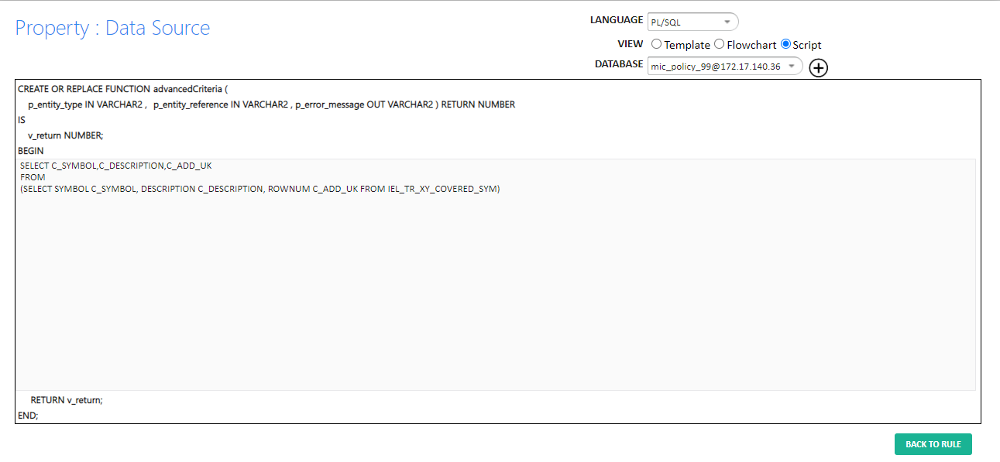 Property : Data Source
LANGUAGE PL/SQL
VIEW Template Flowchart Script
DATABASE mic_policy_99@172.17.140.36
CREATE OR REPLACE FUNCTION advancedCriteria (
p_entity_type IN VARCHAR2 , p_entity_reference IN VARCHAR2 , p_error_message OUT VARCHAR2 ) RETURN NUMBER
IS
v_return NUMBER;
BEGIN
SELECT C_SYMBOL,C_DESCRIPTION,C_ADD_UK
FROM
(SELECT SYMBOL C_SYMBOL, DESCRIPTION C_DESCRIPTION, ROWNUM C_ADD_UK FROM IEL_TR_XY_COVERED_SYM)
RETURN v_return;
END;
BACK TO RULE